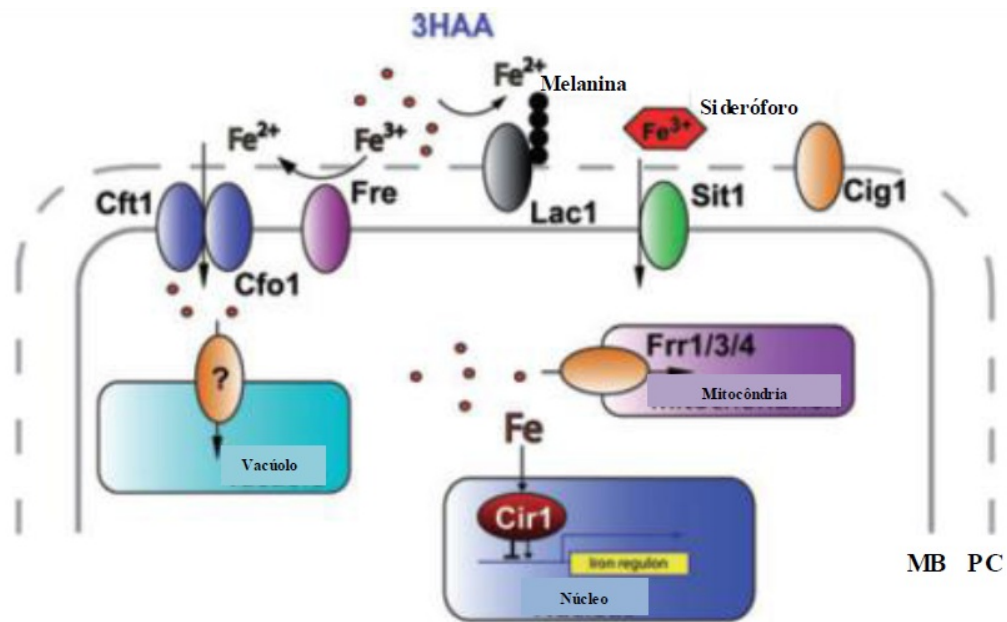 3HAA
Fe2+
Melanina
Sideróforo
Fe3+
Fe2+
Fe3+
Cft1
Fre
Lac1
Sit1
Cig1
Cfo1
?
Frr1/3/4
Mitocôndria
Vacúolo
Fe
Cir1
Iron regulon
Núcleo
MB PC